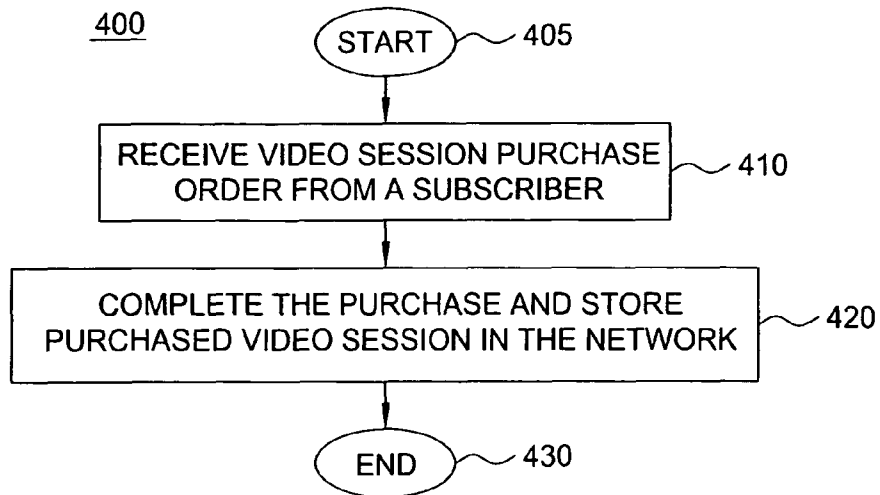 400
START
405
RECEIVE VIDEO SESSION PURCHASE
ORDER FROM A SUBSCRIBER
410
COMPLETE THE PURCHASE AND STORE
PURCHASED VIDEO SESSION IN THE NETWORK
420
END
430